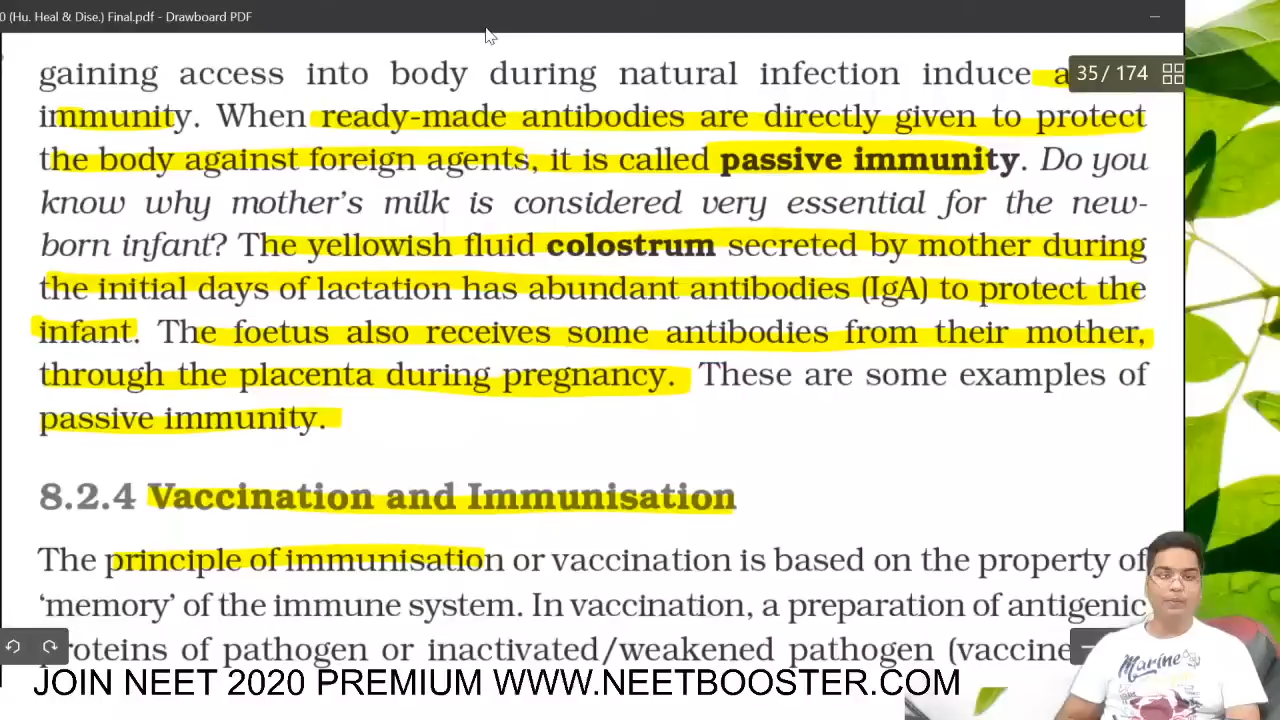 0 (Hu. Heal & Dise.) Final.pdf - Drawboard PDF
gaining access into body during natural infection induce
35 / 174
immunity. When ready-made antibodies are directly given to protect
the body against foreign agents, it is called passive immunity. Do you
know why mother's milk is considered very essential for the new-
born infant? The yellowish fluid colostrum secreted by mother during
the initial days of lactation has abundant antibodies (IgA) to protect the
infant. The foetus also receives some antibodies from their mother,
through the placenta during pregnancy. These are some examples of
passive immunity.
8.2.4 Vaccination and Immunisation
The principle of immunisation or vaccination is based on the property of
'memory' of the immune system. In vaccination, a preparation of antigenic
proteins of pathogen or inactivated/weakened pathogen (vaccine
JOIN NEET 2020 PREMIUM WWW.NEETBOOSTER.COM
Marine